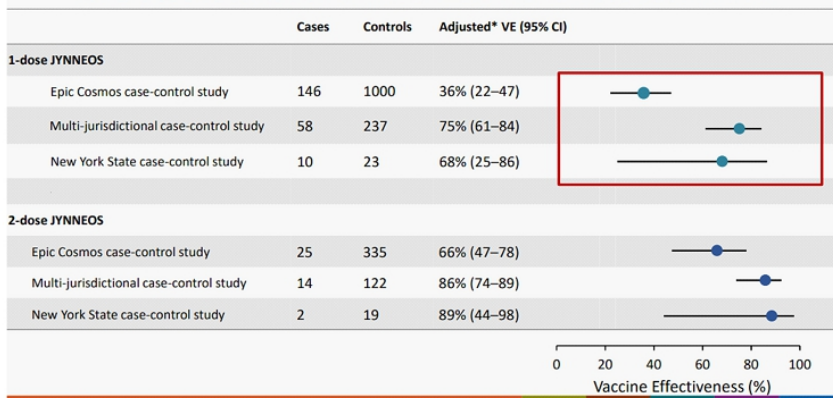 Cases Controls Adjusted* VE (95% CI)
1-dose JYNNEOS
Epic Cosmos case-control study 146 1000 36% (22–47)
Multi-jurisdictional case-control study 58 237 75% (61–84)
New York State case-control study 10 23 68% (25–86)
2-dose JYNNEOS
Epic Cosmos case-control study 25 335 66% (47–78)
Multi-jurisdictional case-control study 14 122 86% (74–89)
New York State case-control study 2 19 89% (44–98)
0 20 40 60 80 100
Vaccine Effectiveness (%)